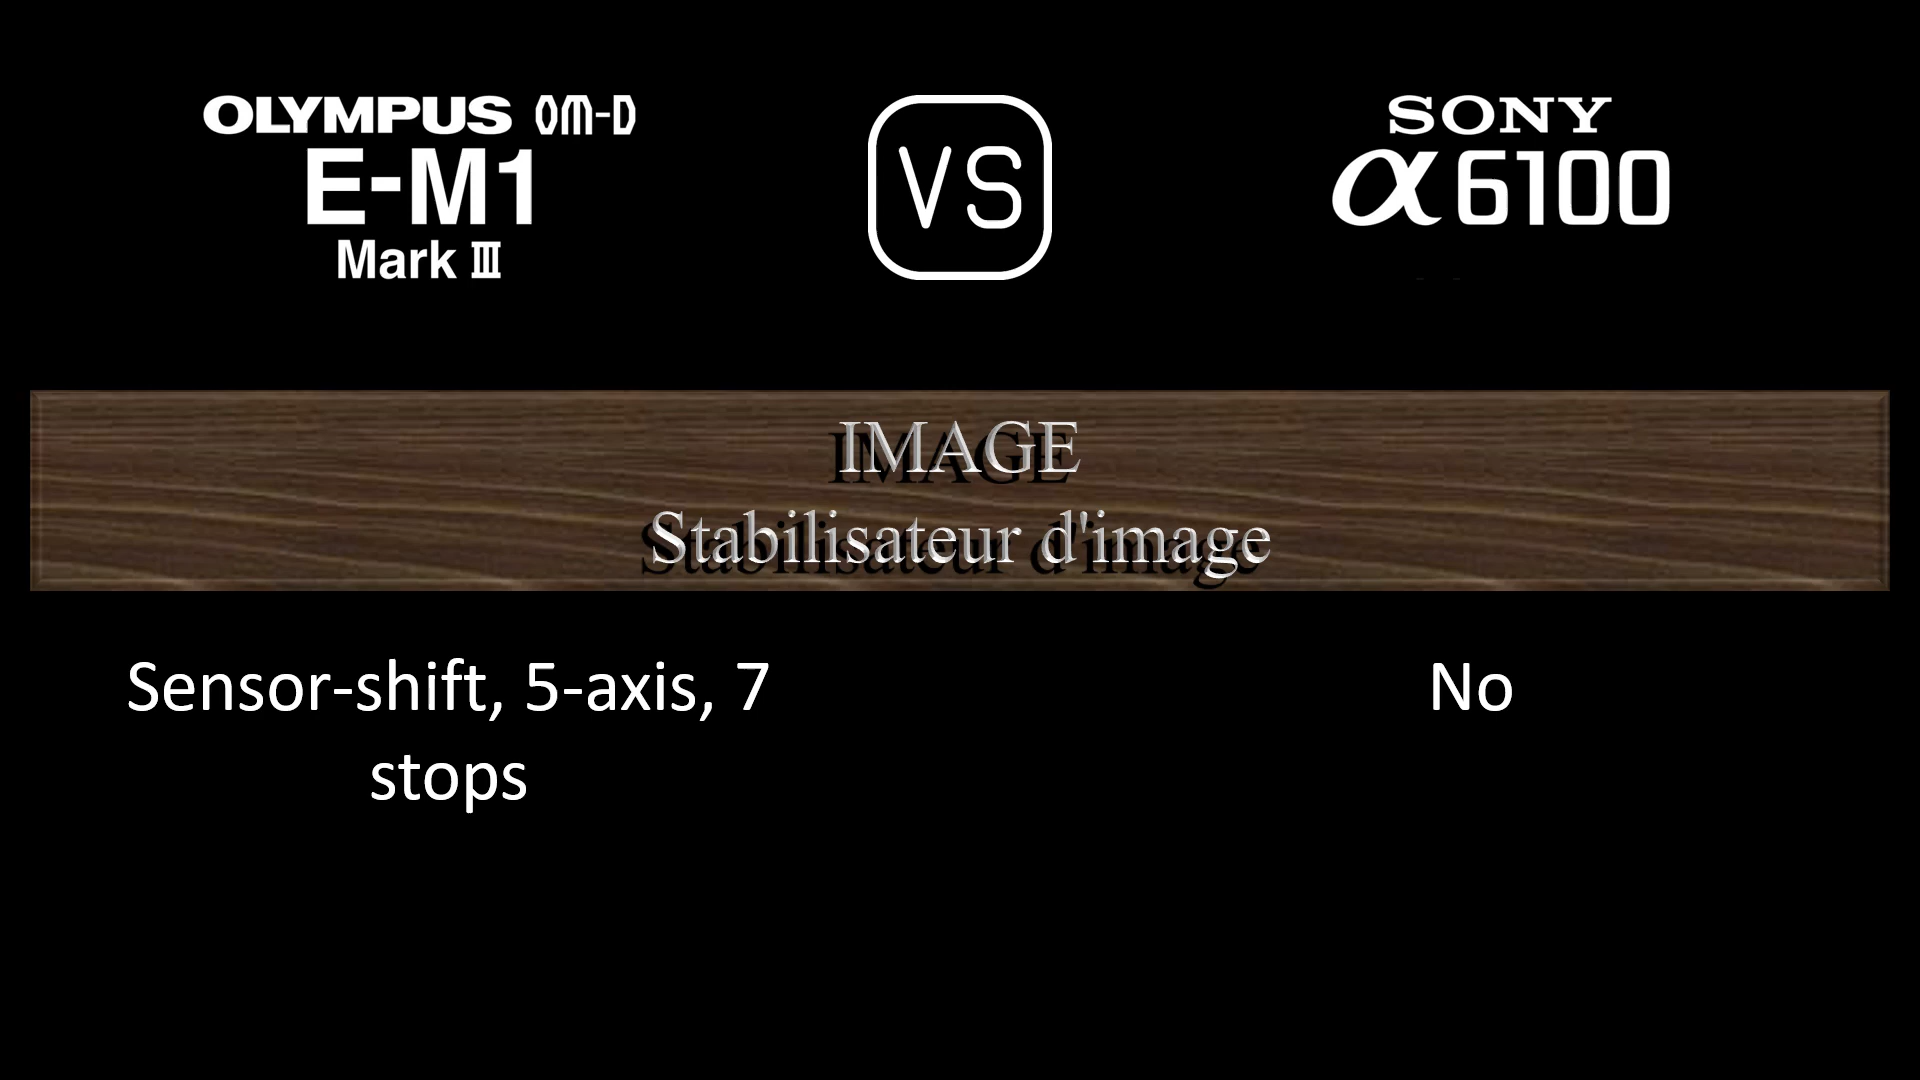 OLYMPUS OM-D
E-M1
Mark III
VS
SONY
α6100
IMAGE
Stabilisateur d'image
Sensor-shift, 5-axis, 7
stops
No